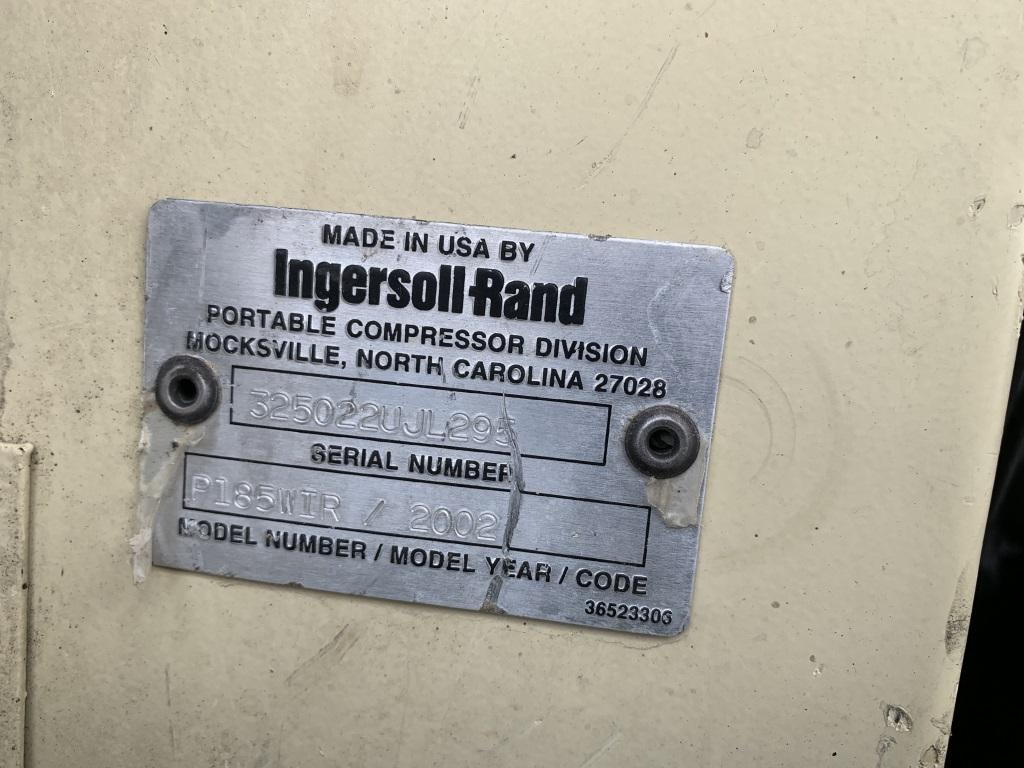 MADE IN USA BY
Ingersoll-Rand
PORTABLE COMPRESSOR DIVISION
MOCKSVILLE, NORTH CAROLINA 27028
325022UJL295
SERIAL NUMBER
P185WIR / 2002
MODEL NUMBER / MODEL YEAR / CODE
36523306